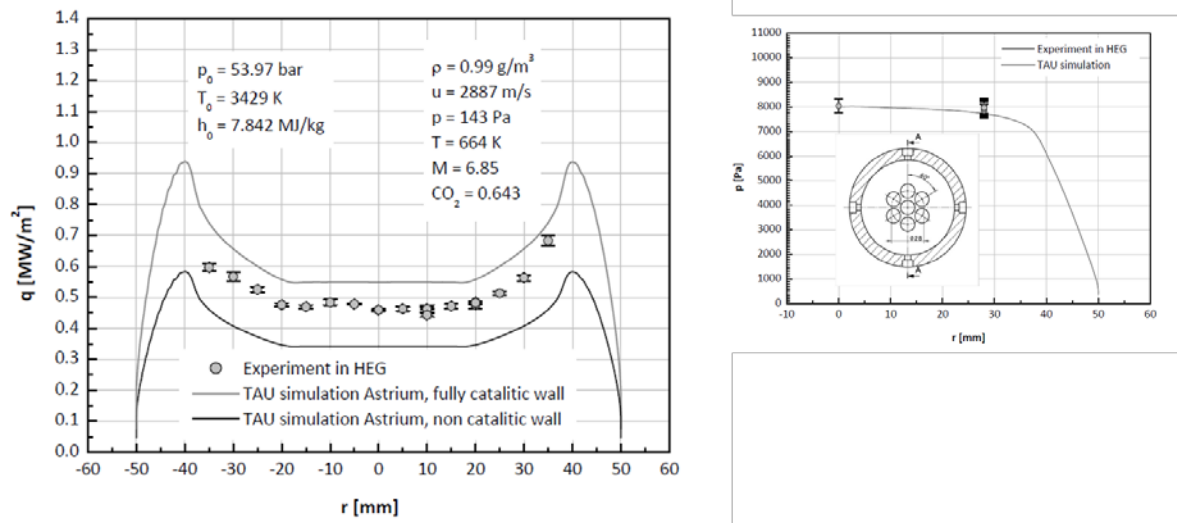 1.4
1.3
1.2
1.1
1.0
0.9
0.8
0.7
0.6
0.5
0.4
0.3
0.2
0.1
0.0
q [MW/m²]
p₀ = 53.97 bar
T₀ = 3429 K
h₀ = 7.842 MJ/kg
ρ = 0.99 g/m³
u = 2887 m/s
p = 143 Pa
T = 664 K
M = 6.85
CO₂ = 0.643
Experiment in HEG
TAU simulation Astrium, fully catalitic wall
TAU simulation Astrium, non catalitic wall
-60 -50 -40 -30 -20 -10 0 10 20 30 40 50 60
r [mm]
11000
10000
9000
8000
7000
6000
5000
4000
3000
2000
1000
0
p [Pa]
Experiment in HEG
TAU simulation
A
A
-10 0 10 20 30 40 50 60
r [mm]